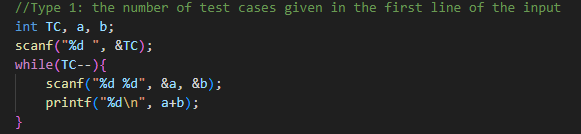 //Type 1: the number of test cases given in the first line of the input
int TC, a, b;
scanf("%d ", &TC);
while(TC--){
    scanf("%d %d", &a, &b);
    printf("%d\n", a+b);
}